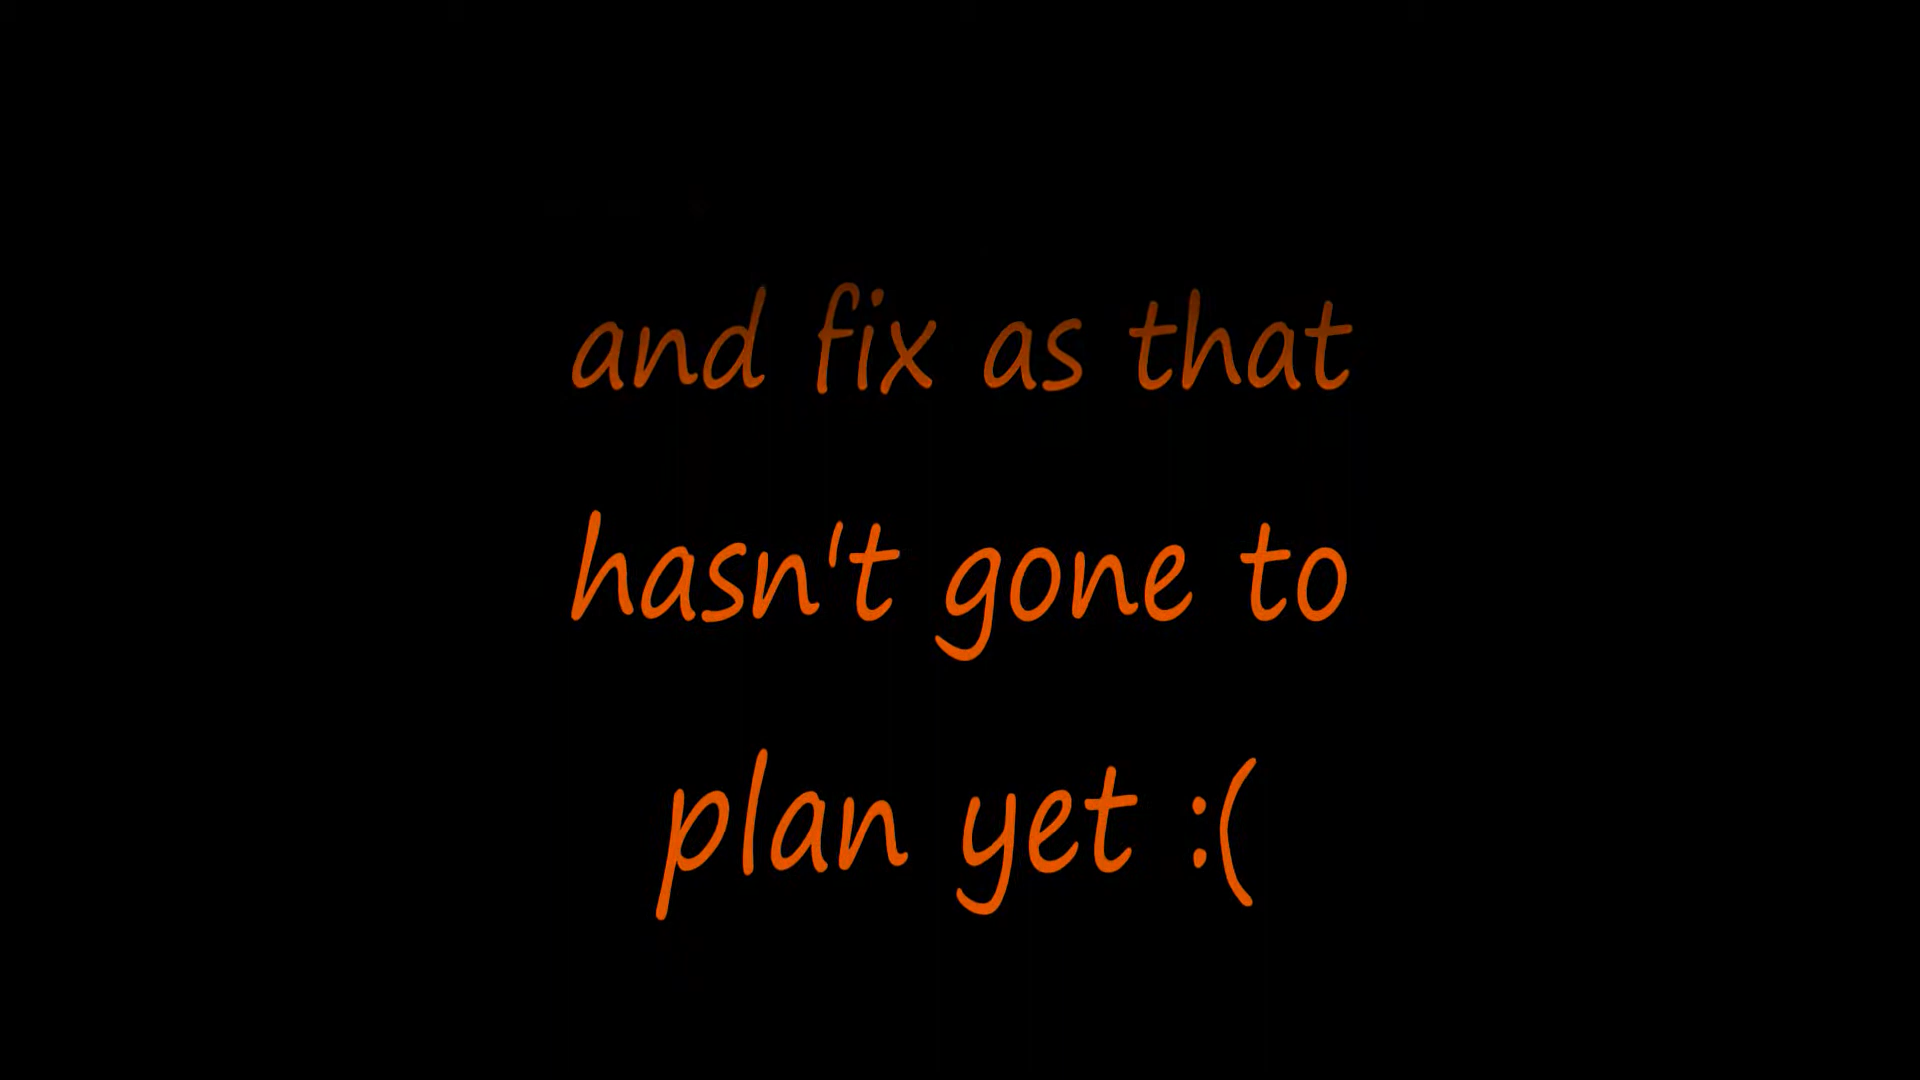 and fix as that
hasn't gone to
plan yet :(